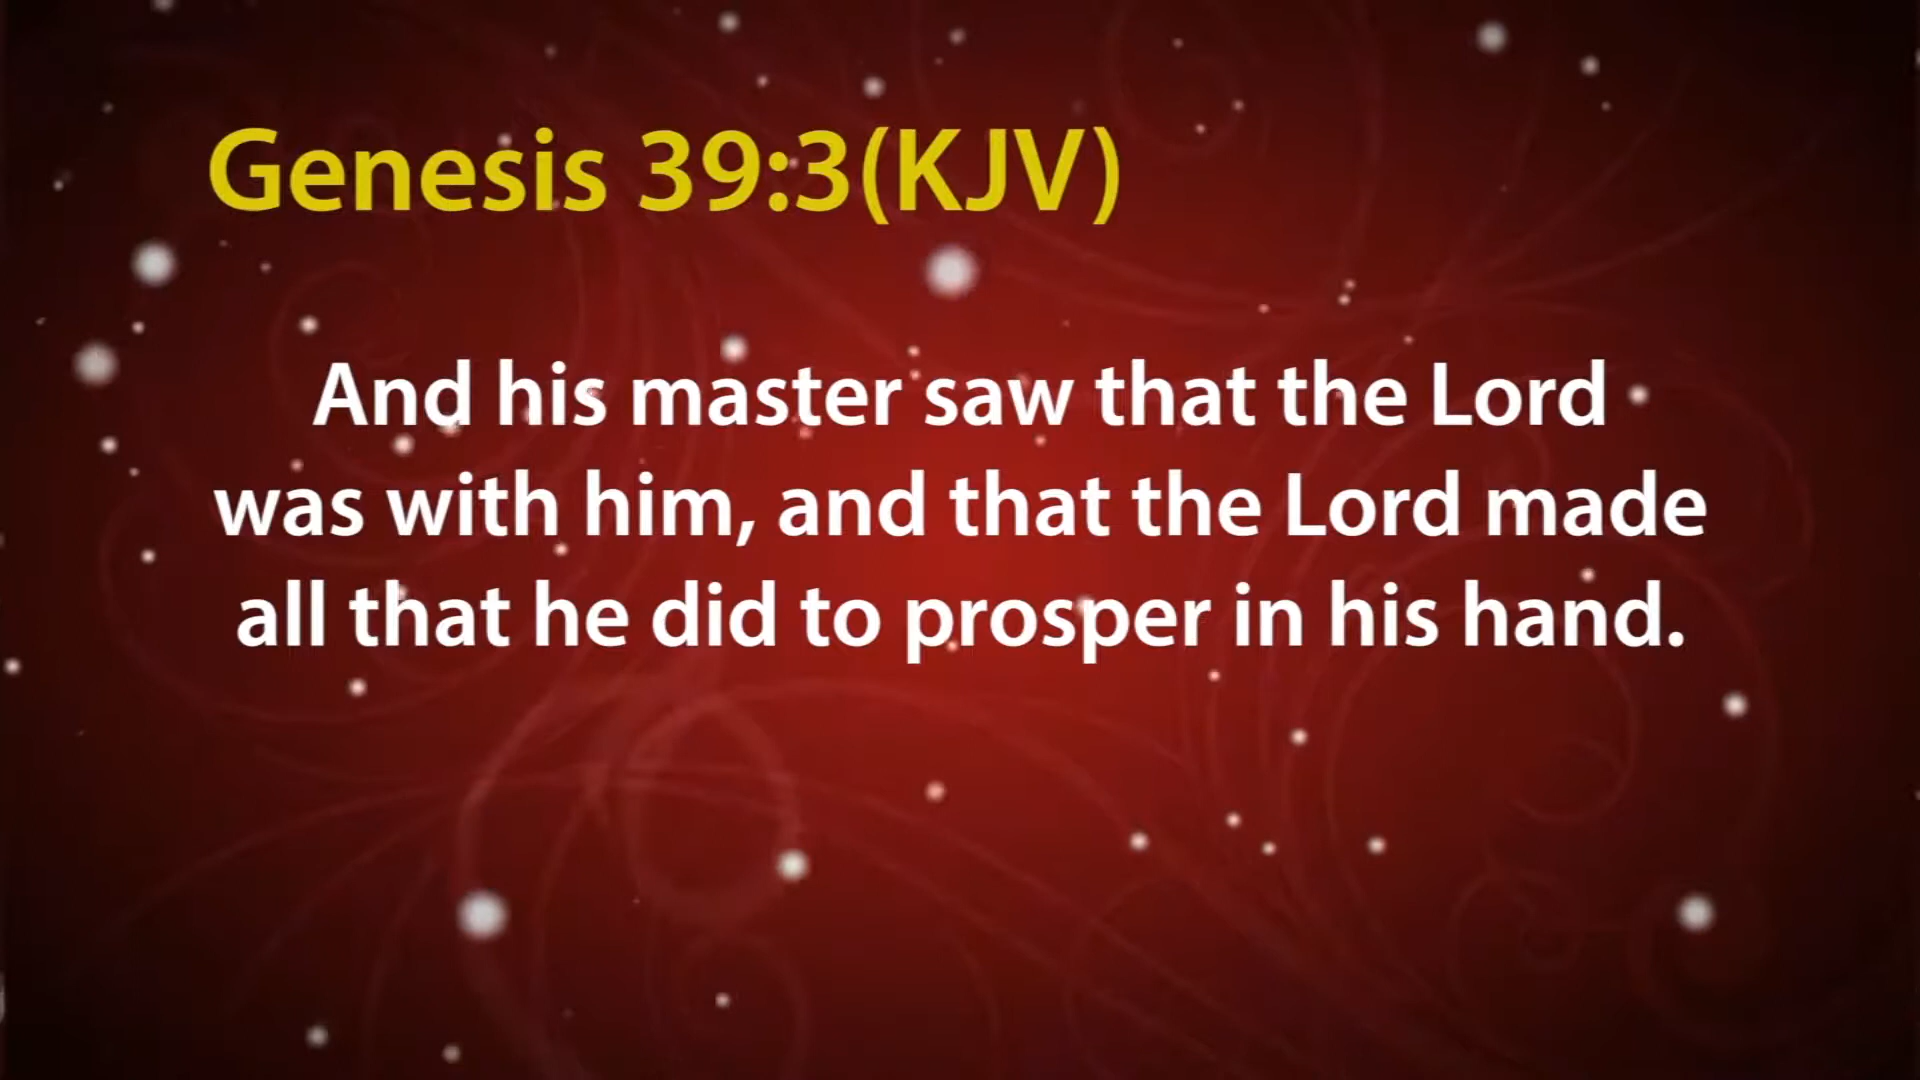 Genesis 39:3(KJV)
And his master saw that the Lord
was with him, and that the Lord made
all that he did to prosper in his hand.